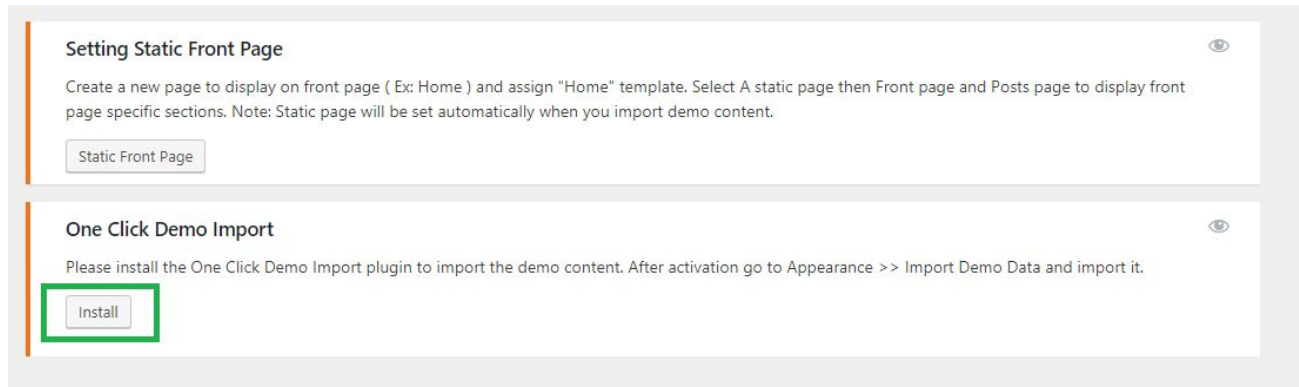 Setting Static Front Page
Create a new page to display on front page ( Ex: Home ) and assign "Home" template. Select A static page then Front page and Posts page to display front
page specific sections. Note: Static page will be set automatically when you import demo content.
Static Front Page
One Click Demo Import
Please install the One Click Demo Import plugin to import the demo content. After activation go to Appearance >> Import Demo Data and import it.
Install